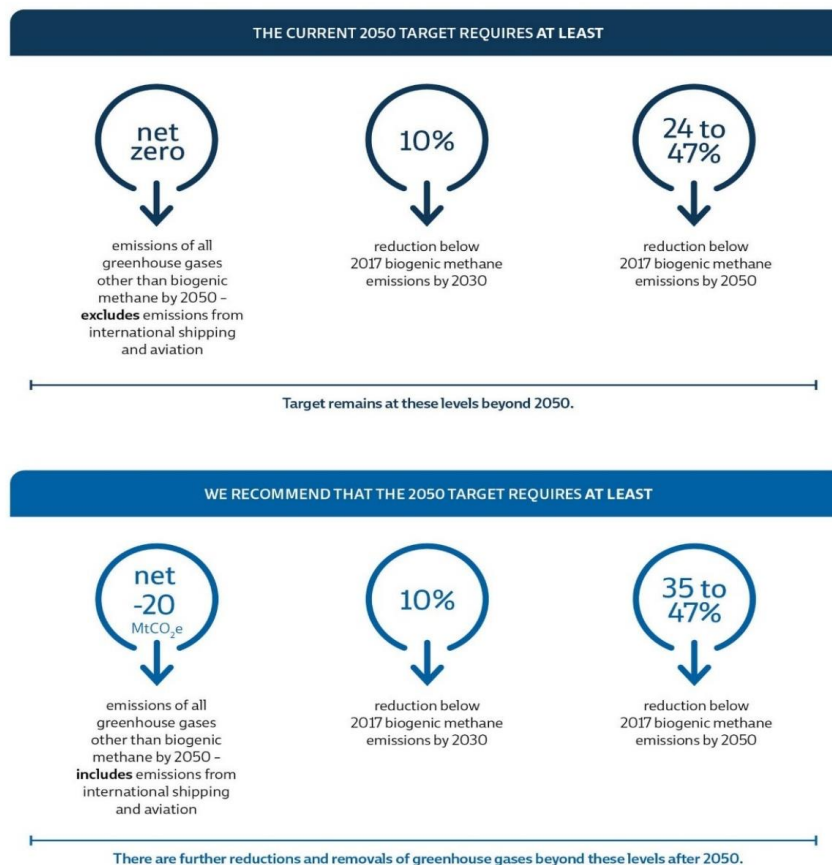 THE CURRENT 2050 TARGET REQUIRES AT LEAST
net
zero
emissions of all
greenhouse gases
other than biogenic
methane by 2050 –
excludes emissions from
international shipping
and aviation
10%
reduction below
2017 biogenic methane
emissions by 2030
24 to
47%
reduction below
2017 biogenic methane
emissions by 2050
Target remains at these levels beyond 2050.
WE RECOMMEND THAT THE 2050 TARGET REQUIRES AT LEAST
net
-20
MtCO₂e
emissions of all
greenhouse gases
other than biogenic
methane by 2050 –
includes emissions from
international shipping
and aviation
10%
reduction below
2017 biogenic methane
emissions by 2030
35 to
47%
reduction below
2017 biogenic methane
emissions by 2050
There are further reductions and removals of greenhouse gases beyond these levels after 2050.